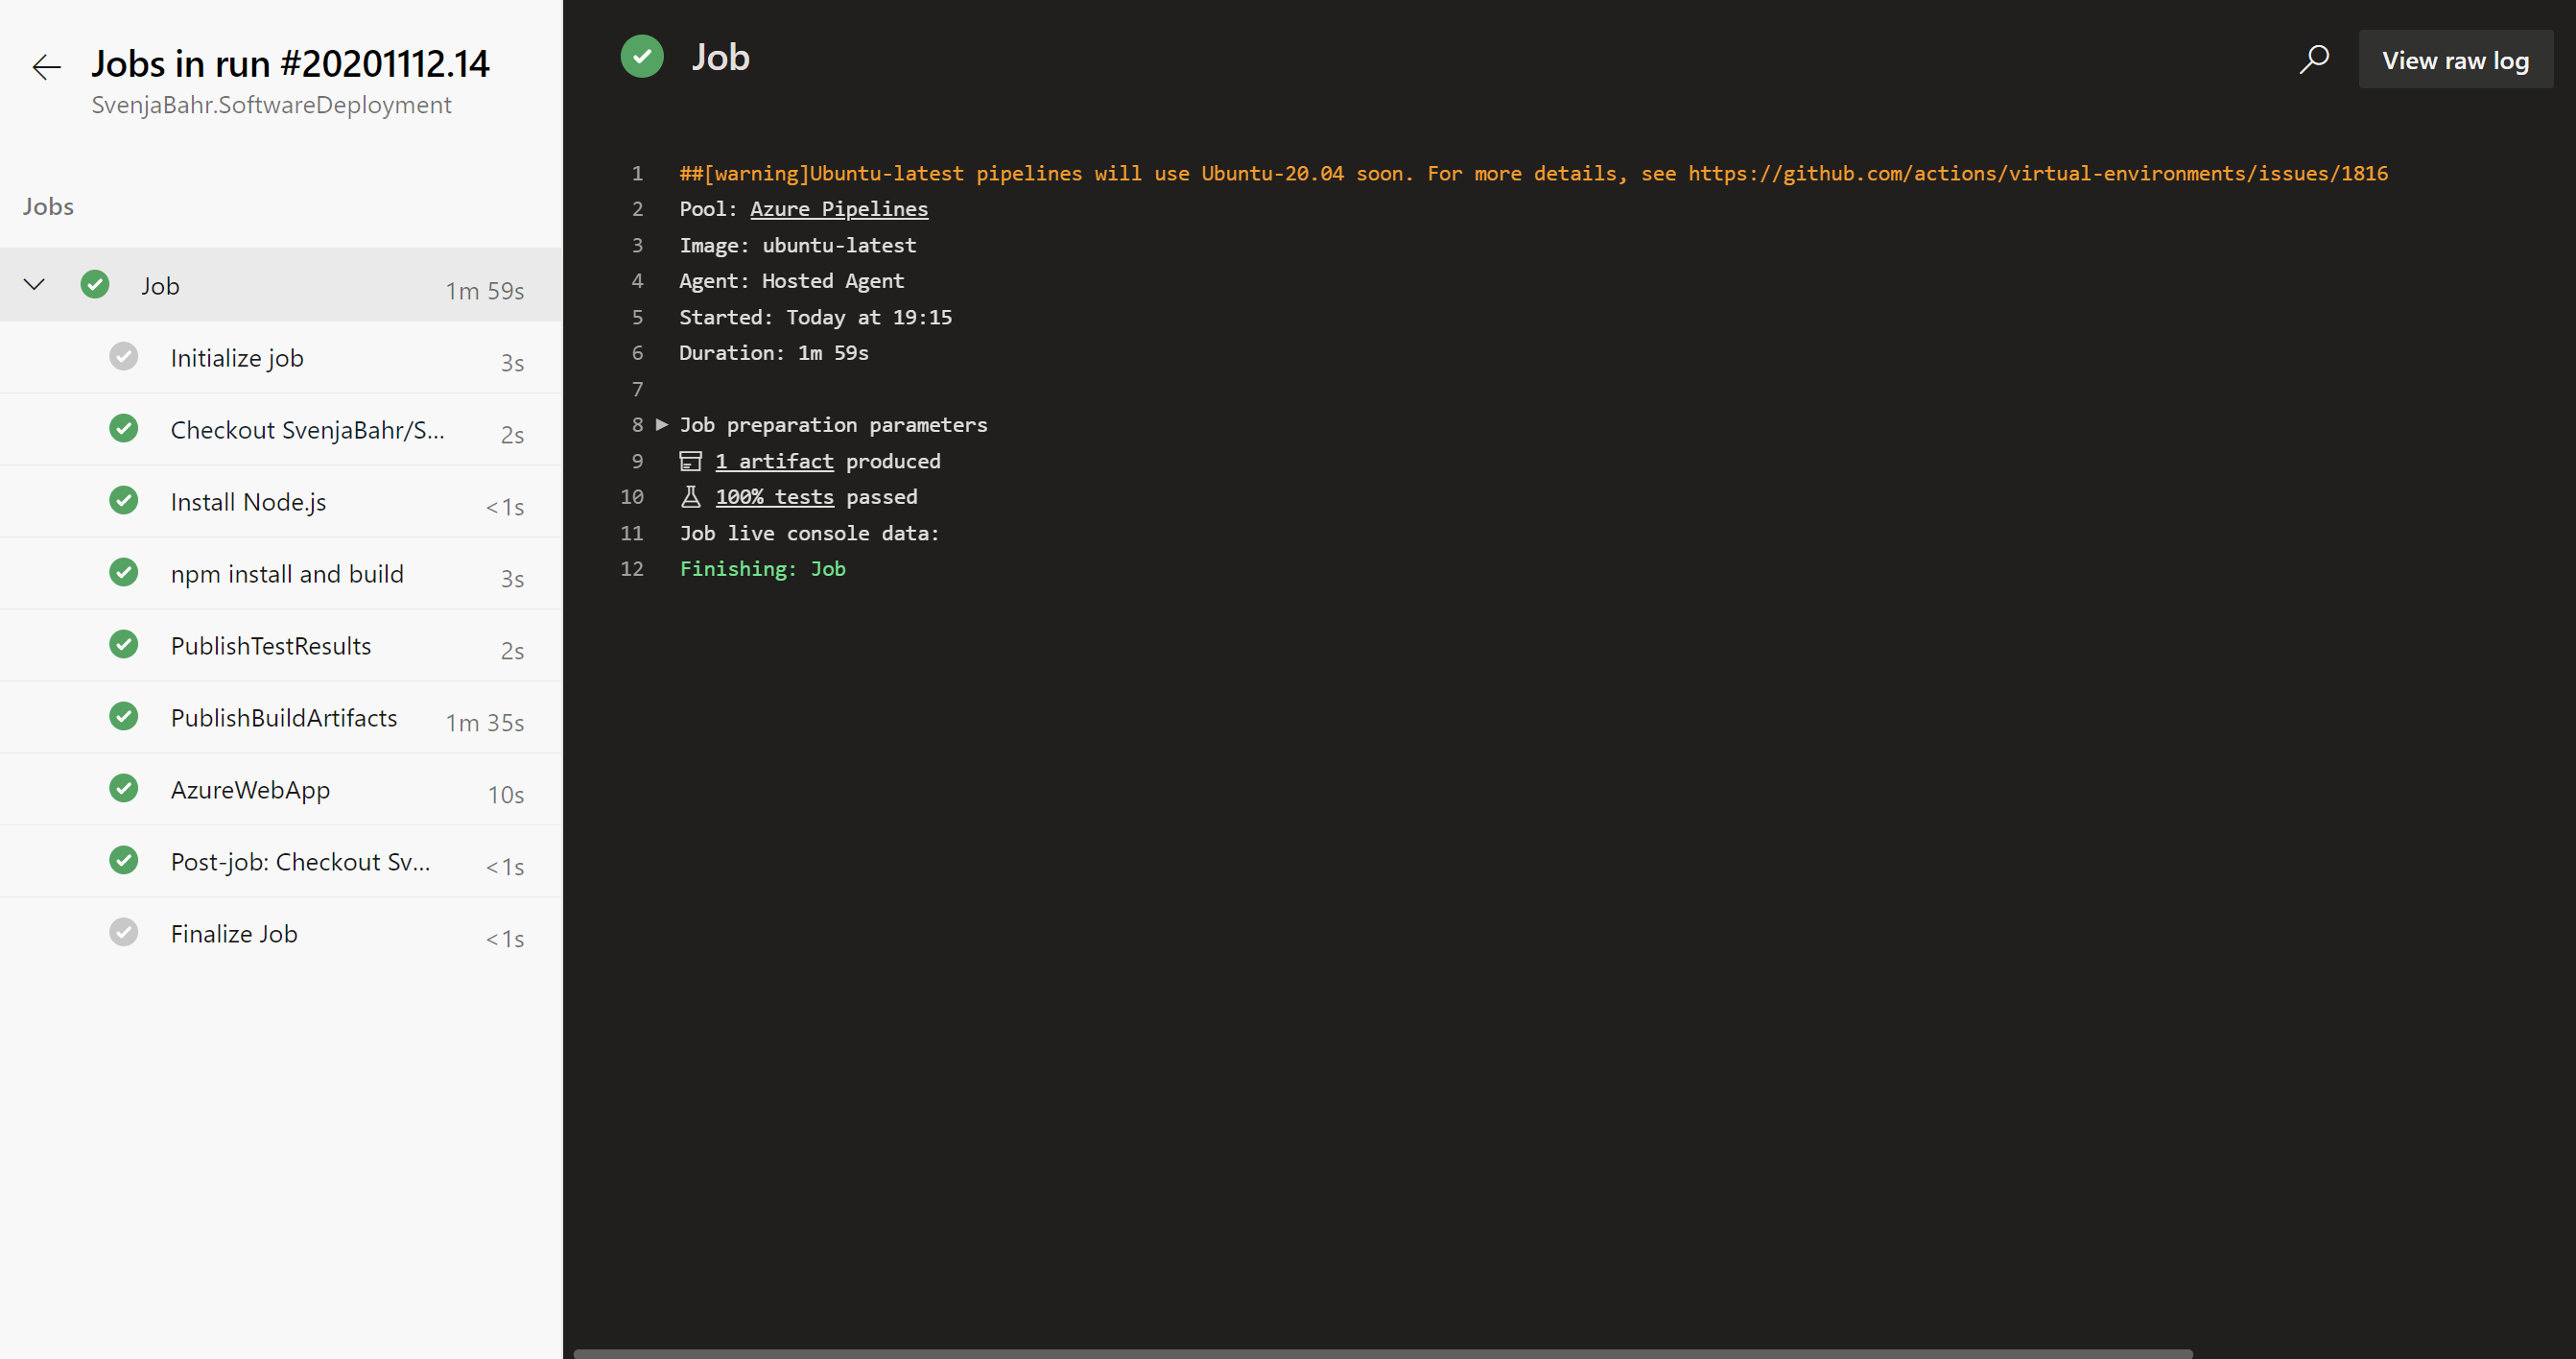 Jobs in run #20201112.14
SvenjaBahr.SoftwareDeployment
Jobs
Job 1m 59s
Initialize job 3s
Checkout SvenjaBahr/S... 2s
Install Node.js <1s
npm install and build 3s
PublishTestResults 2s
PublishBuildArtifacts 1m 35s
AzureWebApp 10s
Post-job: Checkout Sv... <1s
Finalize Job <1s
Job
View raw log
1 ##[warning]Ubuntu-latest pipelines will use Ubuntu-20.04 soon. For more details, see https://github.com/actions/virtual-environments/issues/1816
2 Pool: Azure Pipelines
3 Image: ubuntu-latest
4 Agent: Hosted Agent
5 Started: Today at 19:15
6 Duration: 1m 59s
7
8 Job preparation parameters
9 1 artifact produced
10 100% tests passed
11 Job live console data:
12 Finishing: Job